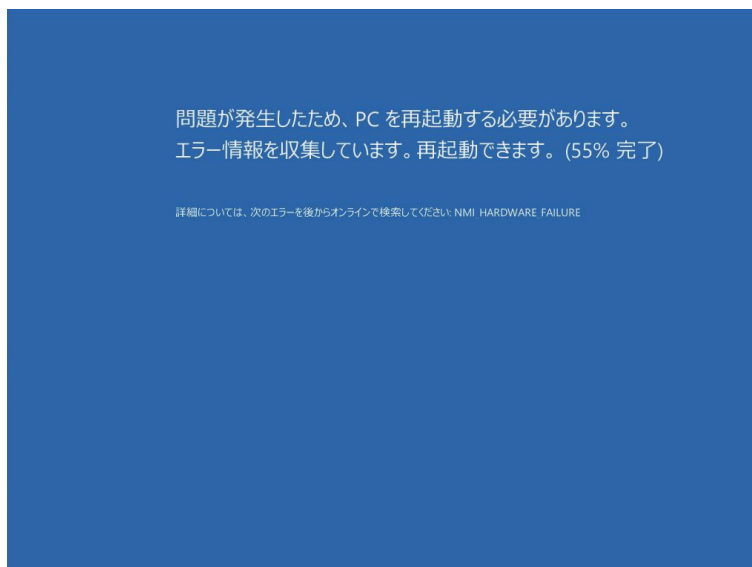 問題が発生したため、PC を再起動する必要があります。
エラー情報を収集しています。再起動できます。(55% 完了)
詳細については、次のエラーを後からオンラインで検索してください: NMI_HARDWARE_FAILURE